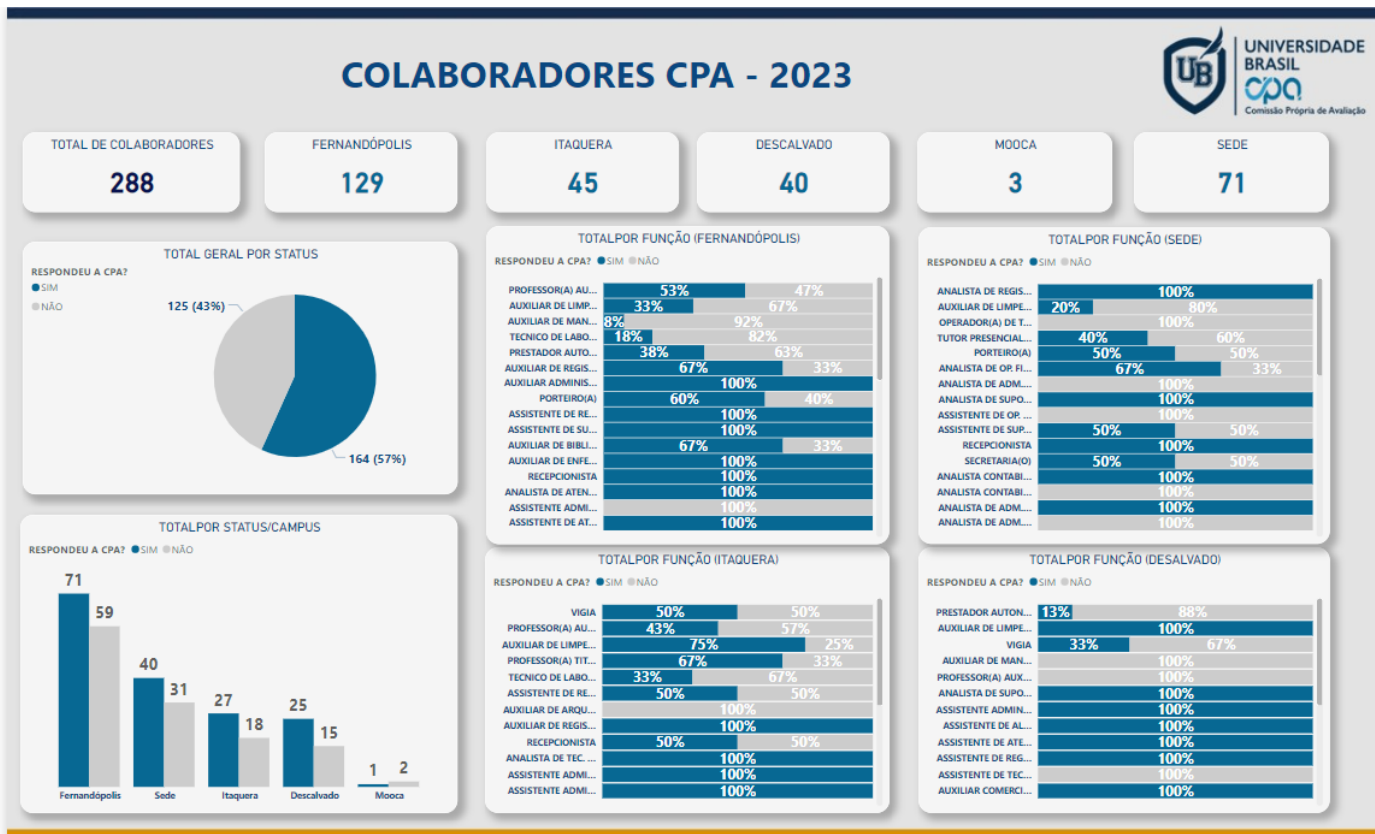 COLABORADORES CPA - 2023
UB
UNIVERSIDADE
BRASIL
cpa
Comissão Própria de Avaliação
TOTAL DE COLABORADORES
288
FERNANDÓPOLIS
129
ITAQUERA
45
DESCALVADO
40
MOOCA
3
SEDE
71
TOTAL GERAL POR STATUS
RESPONDEU A CPA?
SIM
NÃO
125 (43%)
164 (57%)
TOTALPOR STATUS/CAMPUS
RESPONDEU A CPA? SIM NÃO
71
59
40
31
27
18
25
15
1
2
Fernandópolis Sede Itaquera Descalvado Mooca
TOTALPOR FUNÇÃO (FERNANDÓPOLIS)
RESPONDEU A CPA? SIM NÃO
PROFESSOR(A) AU... 53% 47%
AUXILIAR DE LIMP... 33% 67%
AUXILIAR DE MAN... 8% 92%
TECNICO DE LABO... 18% 82%
PRESTADOR AUTO... 38% 63%
AUXILIAR DE REGIS... 67% 33%
AUXILIAR ADMINIS... 100%
PORTEIRO(A) 60% 40%
ASSISTENTE DE RE... 100%
ASSISTENTE DE SU... 100%
AUXILIAR DE BIBLI... 67% 33%
AUXILIAR DE ENFE... 100%
RECEPCIONISTA 100%
ANALISTA DE ATEN... 100%
ASSISTENTE ADMI... 100%
ASSISTENTE DE AT... 100%
TOTALPOR FUNÇÃO (SEDE)
RESPONDEU A CPA? SIM NÃO
ANALISTA DE REGIS... 100%
AUXILIAR DE LIMPE... 20% 80%
OPERADOR(A) DE T... 100%
TUTOR PRESENCIAL... 40% 60%
PORTEIRO(A) 50% 50%
ANALISTA DE OP. FI... 67% 33%
ANALISTA DE ADM.... 100%
ANALISTA DE SUPO... 100%
ASSISTENTE DE OP. ... 100%
ASSISTENTE DE SUP... 50% 50%
RECEPCIONISTA 100%
SECRETARIA(O) 50% 50%
ANALISTA CONTABI... 100%
ANALISTA CONTABI... 100%
ANALISTA DE ADM.... 100%
ANALISTA DE ADM.... 100%
TOTALPOR FUNÇÃO (ITAQUERA)
RESPONDEU A CPA? SIM NÃO
VIGIA 50% 50%
PROFESSOR(A) AU... 43% 57%
AUXILIAR DE LIMPE... 75% 25%
PROFESSOR(A) TIT... 67% 33%
TECNICO DE LABO... 33% 67%
ASSISTENTE DE RE... 50% 50%
AUXILIAR DE ARQU... 100%
AUXILIAR DE REGIS... 100%
RECEPCIONISTA 50% 50%
ANALISTA DE TEC. ... 100%
ASSISTENTE ADMI... 100%
ASSISTENTE ADMI... 100%
TOTALPOR FUNÇÃO (DESALVADO)
RESPONDEU A CPA? SIM NÃO
PRESTADOR AUTON... 13% 88%
AUXILIAR DE LIMPE... 100%
VIGIA 33% 67%
AUXILIAR DE MAN... 100%
PROFESSOR(A) AUX... 100%
ANALISTA DE SUPO... 100%
ASSISTENTE ADMIN... 100%
ASSISTENTE DE AL... 100%
ASSISTENTE DE ATE... 100%
ASSISTENTE DE REG... 100%
ASSISTENTE DE TEC... 100%
AUXILIAR COMERCI... 100%